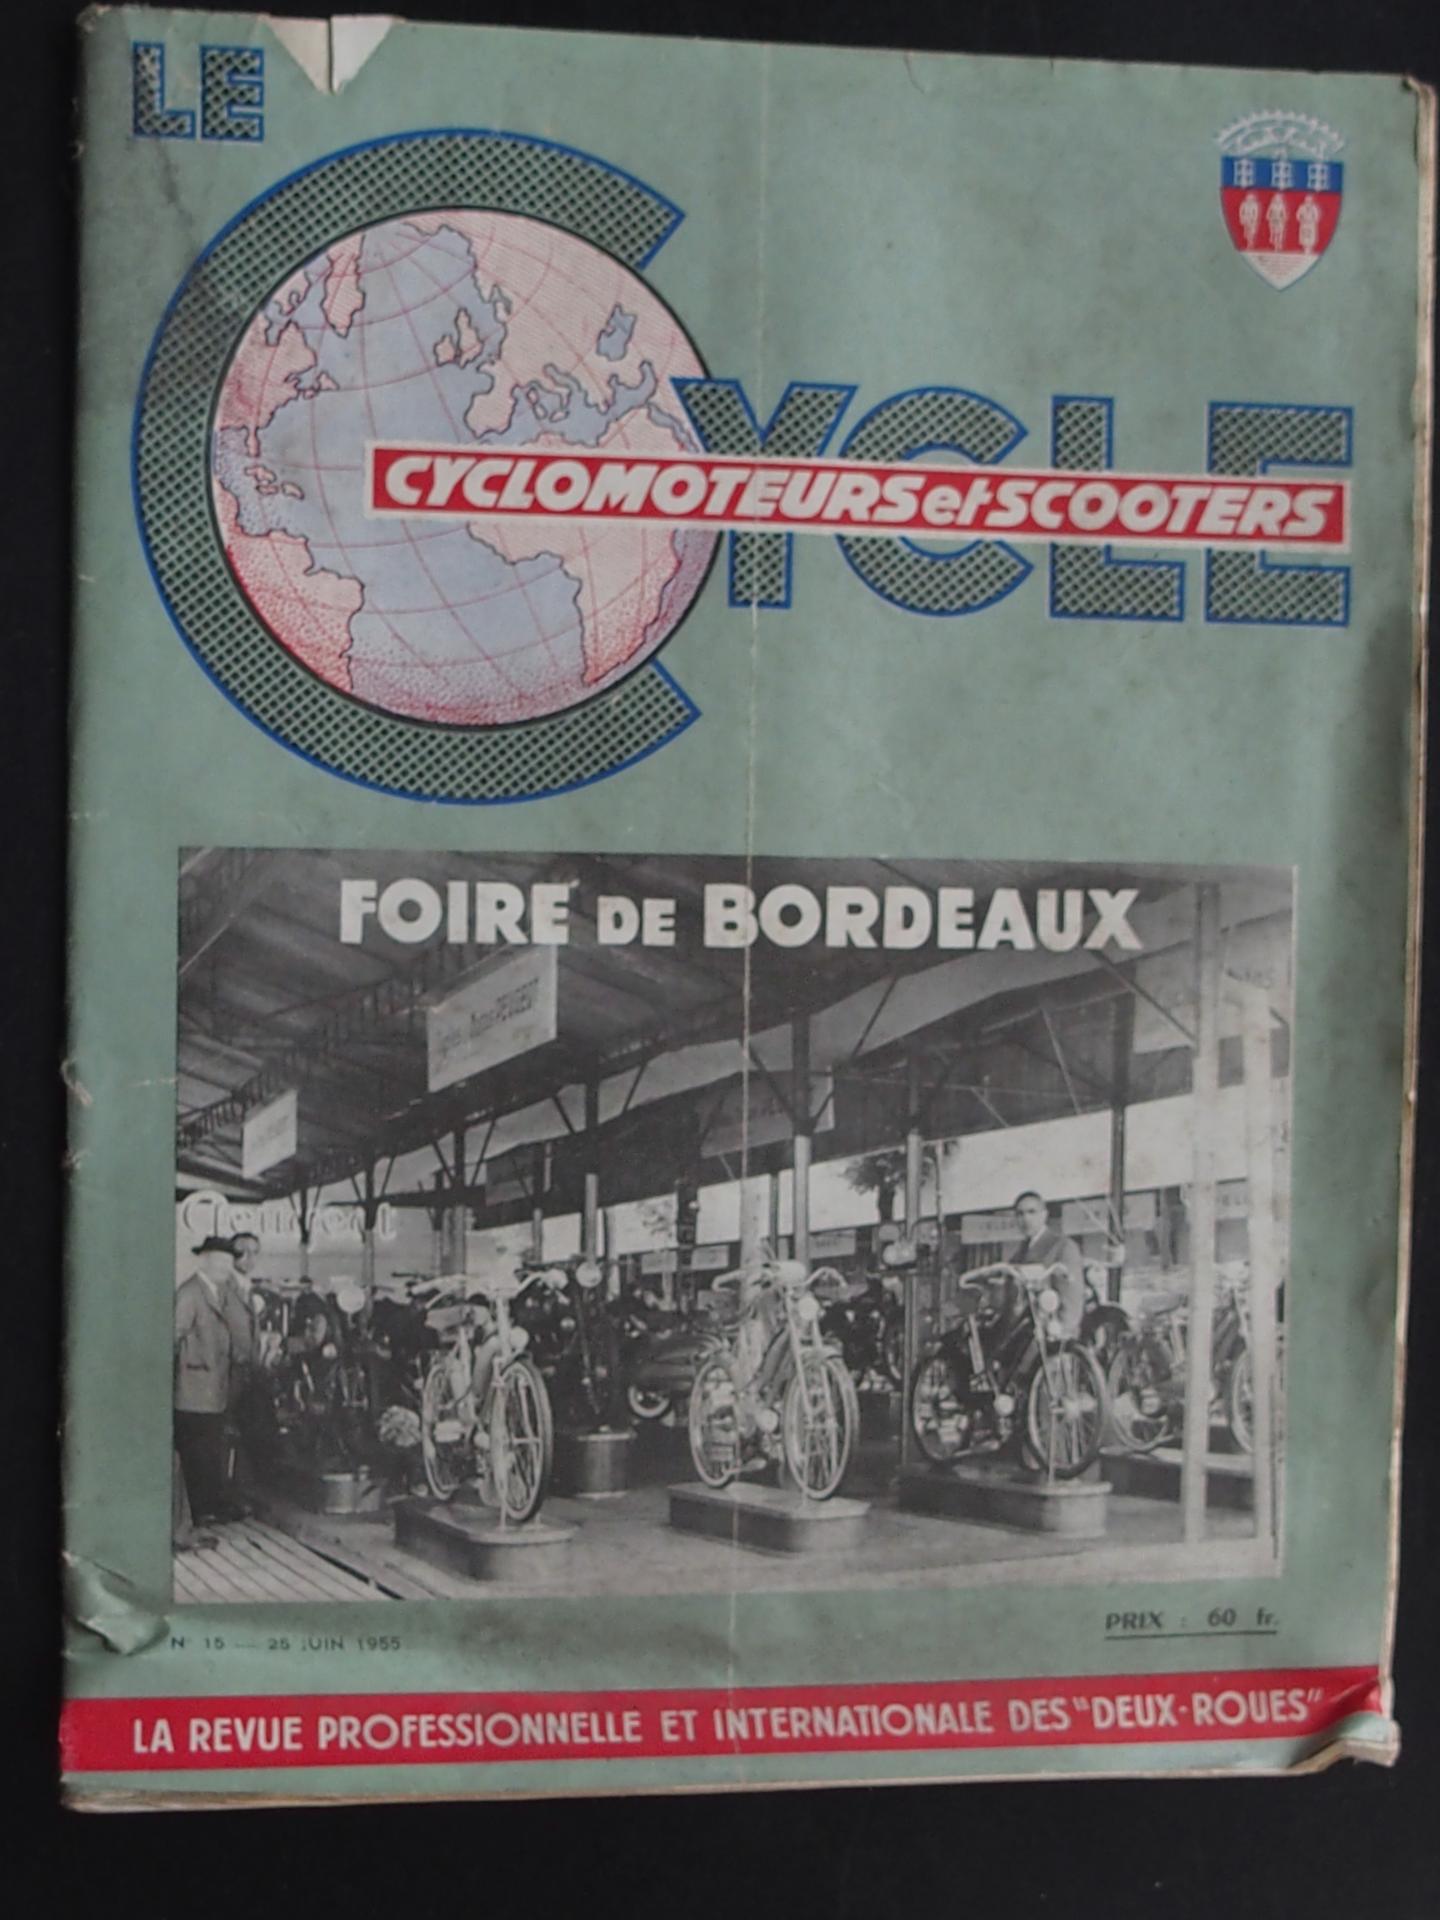 LE
CYCLE
CYCLOMOTEURS et SCOOTERS
FOIRE DE BORDEAUX
PEUGEOT
N° 15 — 25 JUIN 1955
PRIX : 60 fr.
LA REVUE PROFESSIONNELLE ET INTERNATIONALE DES "DEUX-ROUES"